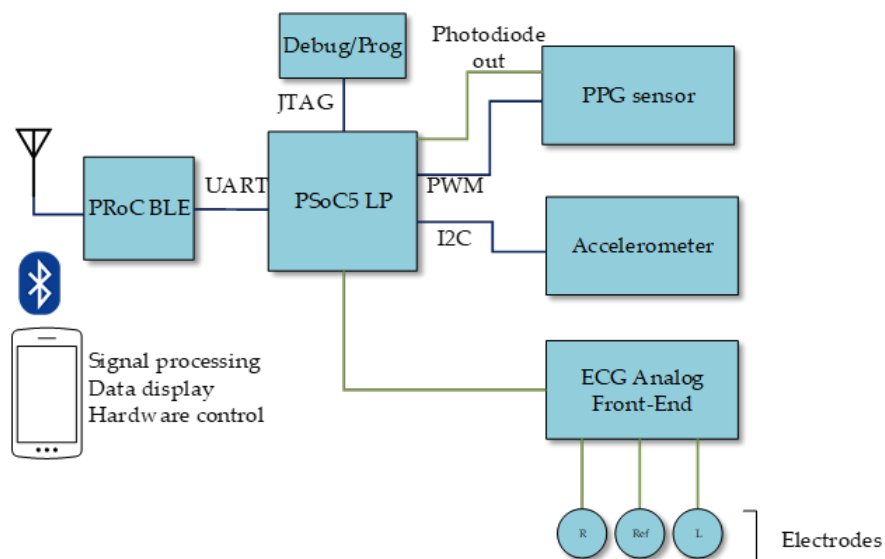 Debug/Prog
Photodiode
out
PPG sensor
JTAG
UART
PRoC BLE
PSoC5 LP
PWM
I2C
Accelerometer
Signal processing
Data display
Hardware control
ECG Analog
Front-End
R
Ref
L
Electrodes